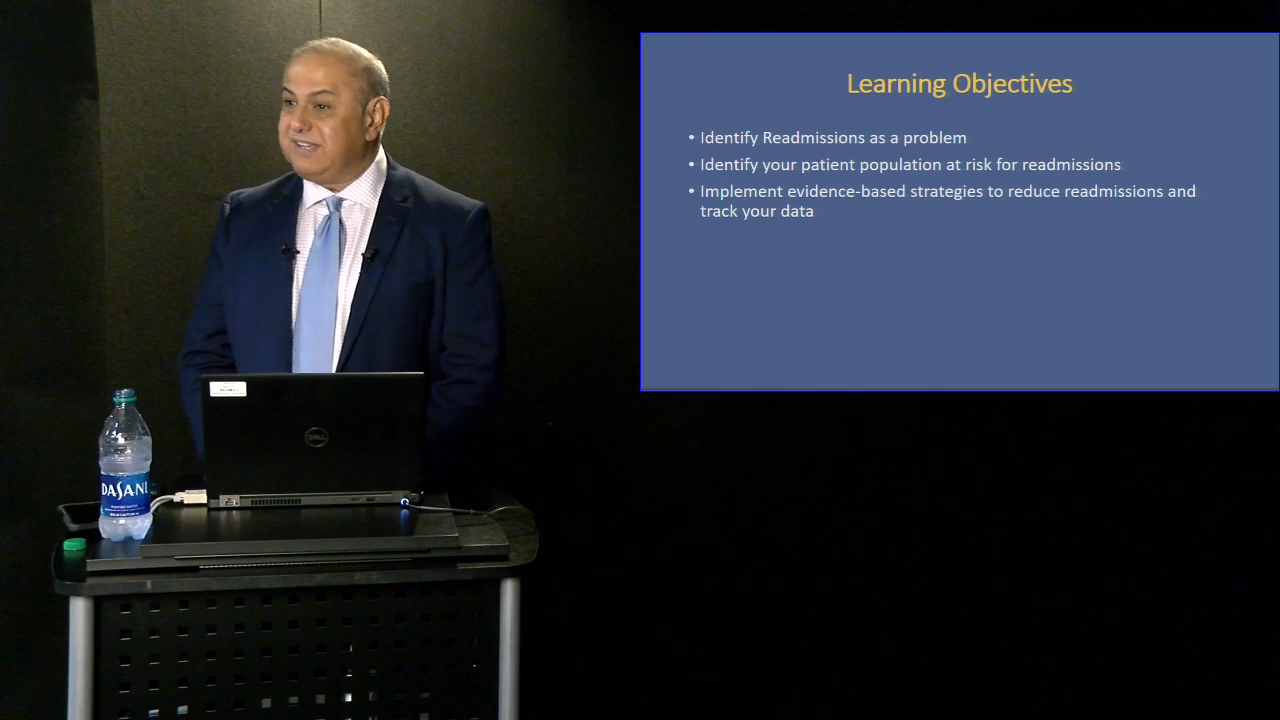 Learning Objectives
• Identify Readmissions as a problem
• Identify your patient population at risk for readmissions
• Implement evidence-based strategies to reduce readmissions and
track your data
DELL
DASANI